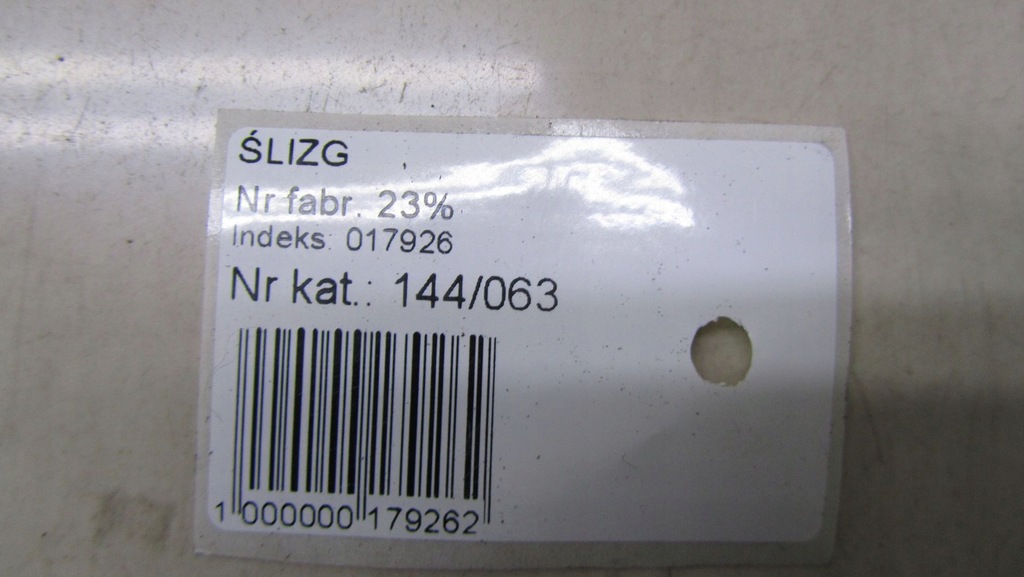 ŚLIZG
Nr fabr. 23%
Indeks: 017926
Nr kat.: 144/063
1 000000 179262